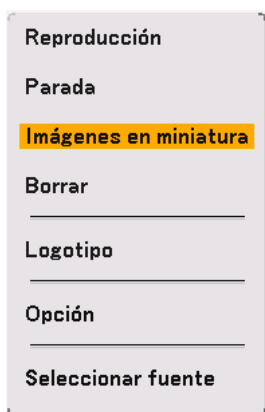 Reproducción
Parada
Imágenes en miniatura
Borrar
Logotipo
Opción
Seleccionar fuente